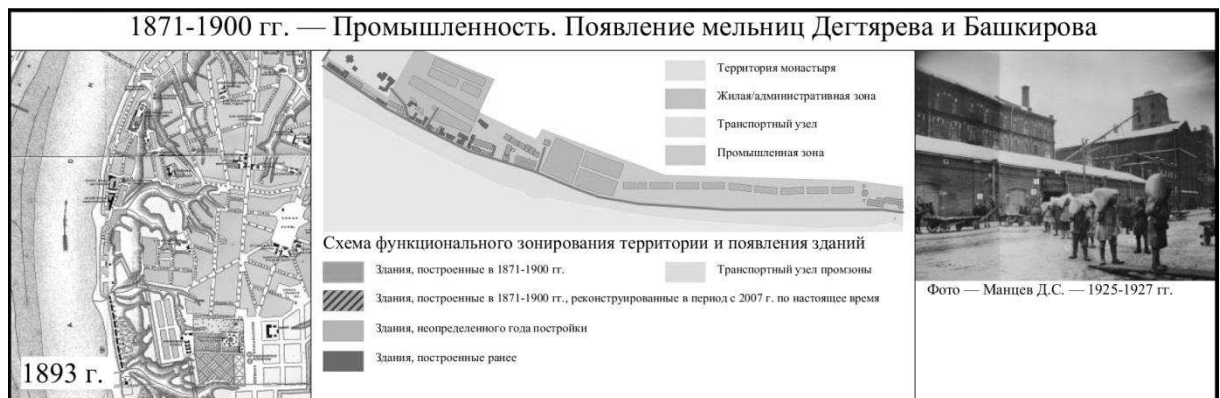 1871-1900 гг. — Промышленность. Появление мельниц Дегтярева и Башкирова
1893 г.
Территория монастыря
Жилая/административная зона
Транспортный узел
Промышленная зона
Схема функционального зонирования территории и появления зданий
Здания, построенные в 1871-1900 гг.
Транспортный узел промзоны
Здания, построенные в 1871-1900 гг., реконструированные в период с 2007 г. по настоящее время
Здания, неопределенного года постройки
Здания, построенные ранее
Фото — Манцев Д.С. — 1925-1927 гг.